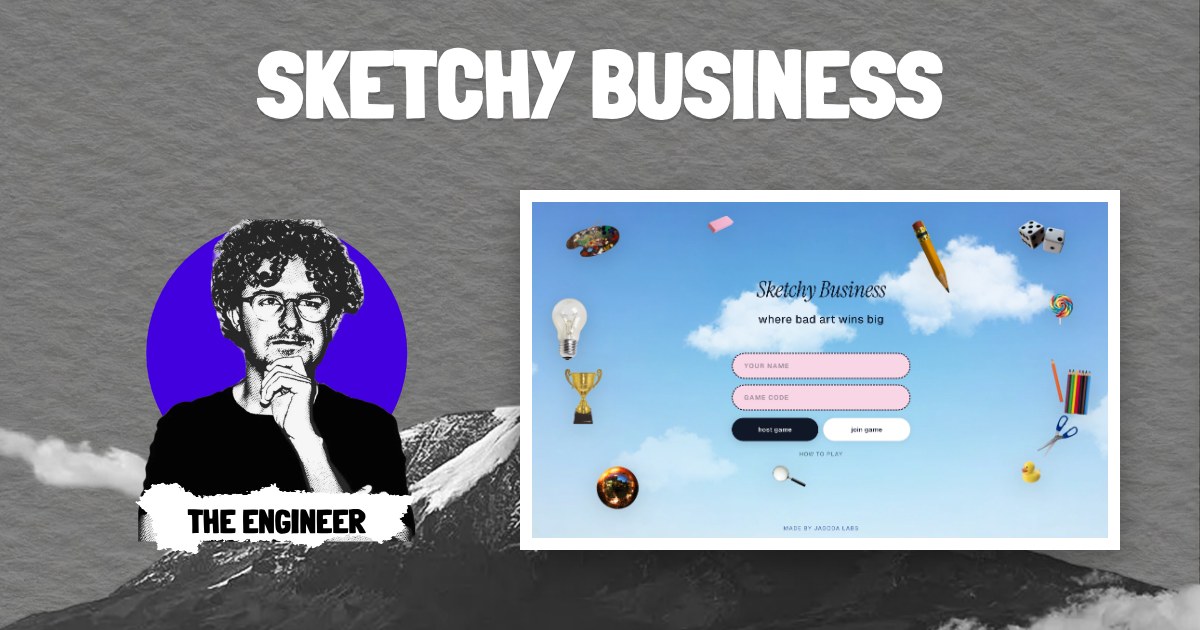 SKETCHY BUSINESS
THE ENGINEER
Sketchy Business
where bad art wins big
YOUR NAME
GAME CODE
host game
join game
HOW TO PLAY
MADE BY JADCOA LABS